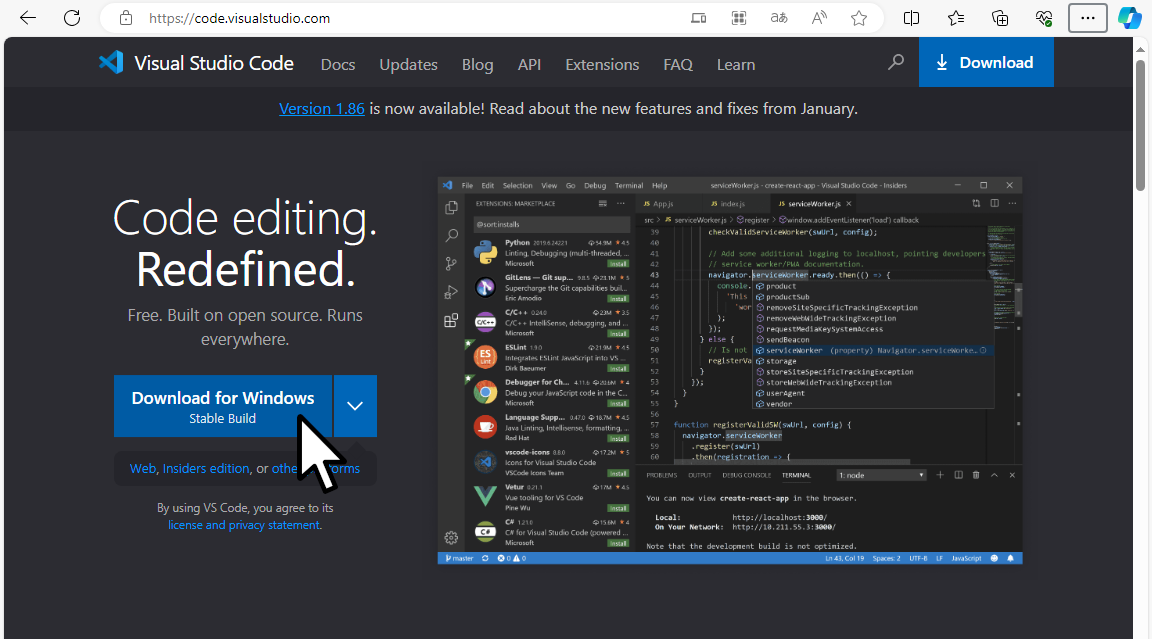 https://code.visualstudio.com
Visual Studio Code Docs Updates Blog API Extensions FAQ Learn Download
Version 1.86 is now available! Read about the new features and fixes from January.
Code editing.
Redefined.
Free. Built on open source. Runs
everywhere.
Download for Windows
Stable Build
Web, Insiders edition, or
By using VS Code, you agree to its
license and privacy statement.
File Edit Selection View Go Debug Terminal Help serviceWorker.js - create-react-app - Visual Studio Code - Insiders
EXTENSIONS: MARKETPLACE
@sort:installs
Python 2019.6.24221 54.9M 4.5
Linting, Debugging (multi-threaded, ...
Microsoft Install
GitLens — Git sup... 9.8.5 23.1M 5
Supercharge the Git capabilities buil...
Eric Amodio Install
C/C++ 0.24.0 23M 3.5
C/C++ IntelliSense, debugging, and ...
Microsoft Install
ESLint 1.9.0 21.9M 4.5
Integrates ESLint JavaScript into VS ...
Dirk Baeumer Install
Debugger for Ch... 4.11.6 20.6M 4
Debug your JavaScript code in the C...
Microsoft Install
Language Supp... 0.47.0 18.7M 4.5
Java Linting, Intellisense, formatting, ...
Red Hat Install
vscode-icons 8.8.0 17.2M 5
Icons for Visual Studio Code
VSCode Icons Team Install
Vetur 0.21.1 17M 4.5
Vue tooling for VS Code
Pine Wu Install
C# 1.21.0 15.6M 4
C# for Visual Studio Code (powered ...
Microsoft Install
JS App.js JS index.js JS serviceWorker.js
src > JS serviceWorker.js > register > window.addEventListener('load') callback
39 checkValidServiceWorker(swUrl, config);
40
41 // Add some additional logging to localhost, pointing developers
42 // service worker/PWA documentation.
43 navigator.serviceWorker.ready.then(() => {
44 console. product
45 'This productSub
46 'wor removeSiteSpecificTrackingException
47 ); removeWebWideTrackingException
48 }); requestMediaKeySystemAccess
49 } else { sendBeacon
50 // Is not serviceWorker (property) Navigator.serviceWorke...
51 registerVa storage
52 } storeSiteSpecificTrackingException
53 }); storeWebWideTrackingException
54 } userAgent
55 } vendor
56
57 function registerValidSW(swUrl, config) {
58 navigator.serviceWorker
59 .register(swUrl)
60 .then(registration => {
PROBLEMS OUTPUT DEBUG CONSOLE TERMINAL 1: node
You can now view create-react-app in the browser.
Local: http://localhost:3000/
On Your Network: http://10.211.55.3:3000/
Note that the development build is not optimized.
master 0 0 Ln 43, Col 19 Spaces: 2 UTF-8 LF JavaScript